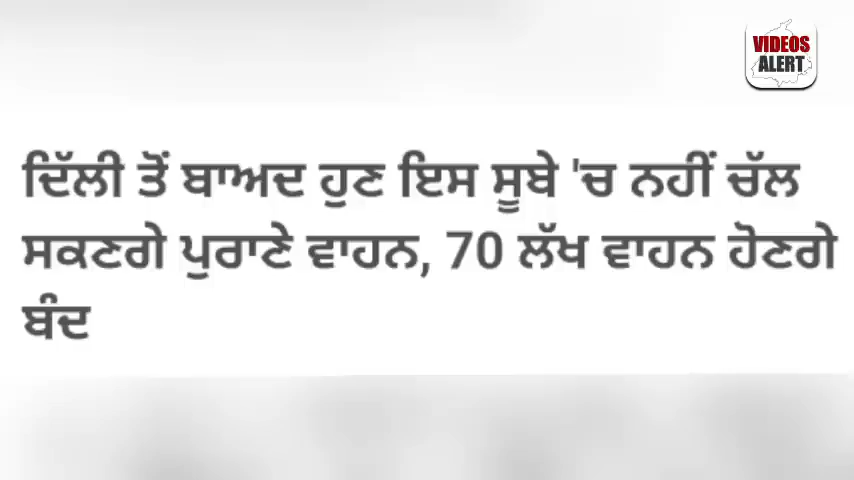 VIDEOS
ALERT
ਦਿੱਲੀ ਤੋਂ ਬਾਅਦ ਹੁਣ ਇਸ ਸੂਬੇ 'ਚ ਨਹੀਂ ਚੱਲ
ਸਕਣਗੇ ਪੁਰਾਣੇ ਵਾਹਨ, 70 ਲੱਖ ਵਾਹਨ ਹੋਣਗੇ
ਬੰਦ